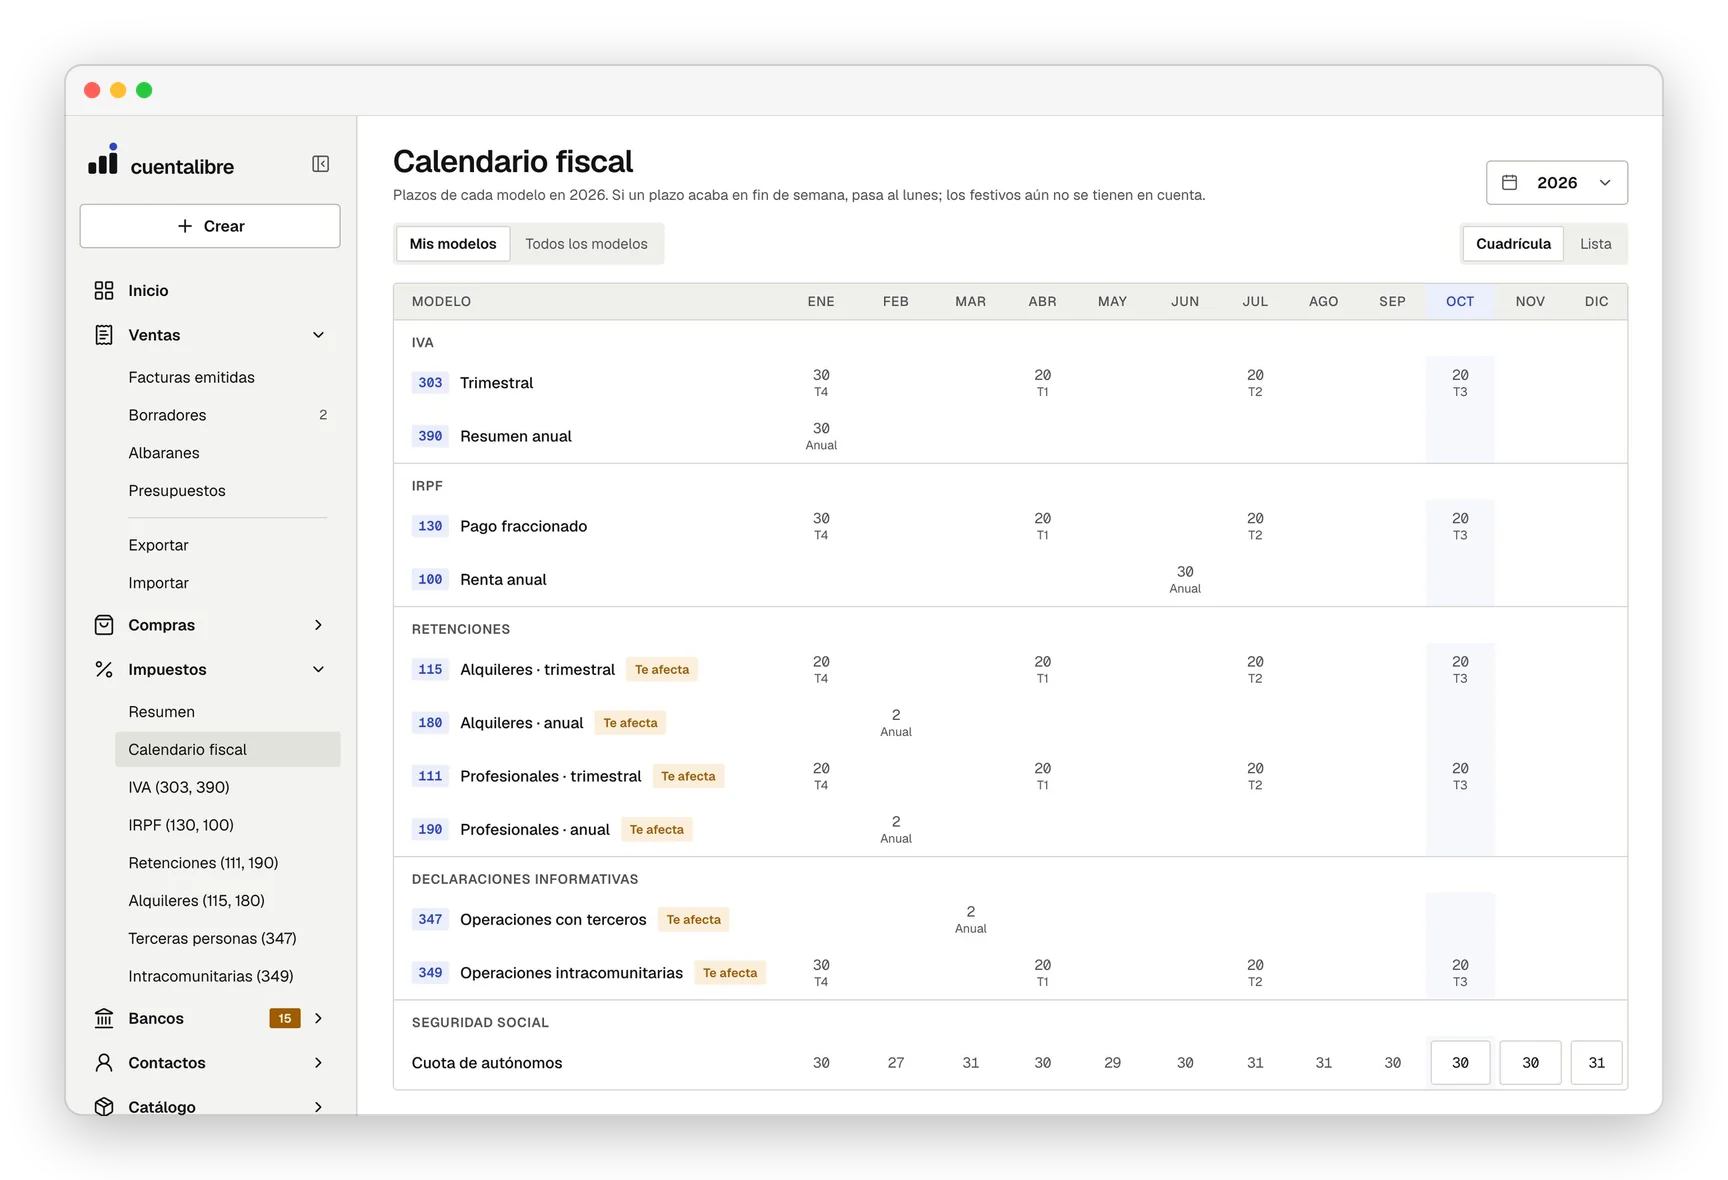 cuentalibre
Crear
Inicio
Ventas
Facturas emitidas
Borradores 2
Albaranes
Presupuestos
Exportar
Importar
Compras
Impuestos
Resumen
Calendario fiscal
IVA (303, 390)
IRPF (130, 100)
Retenciones (111, 190)
Alquileres (115, 180)
Terceras personas (347)
Intracomunitarias (349)
Bancos 15
Contactos
Catálogo
Calendario fiscal
Plazos de cada modelo en 2026. Si un plazo acaba en fin de semana, pasa al lunes; los festivos aún no se tienen en cuenta.
2026
Mis modelos Todos los modelos
Cuadrícula Lista
MODELO ENE FEB MAR ABR MAY JUN JUL AGO SEP OCT NOV DIC
IVA
303 Trimestral 30 20 20 20
T4 T1 T2 T3
390 Resumen anual 30
Anual
IRPF
130 Pago fraccionado 30 20 20 20
T4 T1 T2 T3
100 Renta anual 30
Anual
RETENCIONES
115 Alquileres · trimestral Te afecta 20 20 20 20
T4 T1 T2 T3
180 Alquileres · anual Te afecta 2
Anual
111 Profesionales · trimestral Te afecta 20 20 20 20
T4 T1 T2 T3
190 Profesionales · anual Te afecta 2
Anual
DECLARACIONES INFORMATIVAS
347 Operaciones con terceros Te afecta 2
Anual
349 Operaciones intracomunitarias Te afecta 30 20 20 20
T4 T1 T2 T3
SEGURIDAD SOCIAL
Cuota de autónomos 30 27 31 30 29 30 31 31 30 30 30 31